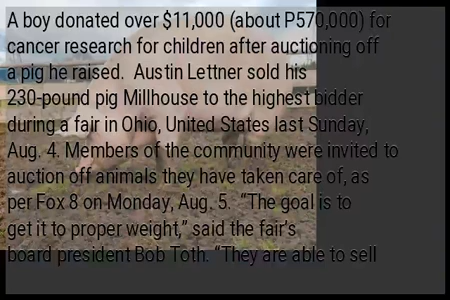 A boy donated over $11,000 (about P570,000) for
cancer research for children after auctioning off
a pig he raised.  Austin Lettner sold his
230-pound pig Millhouse to the highest bidder
during a fair in Ohio, United States last Sunday,
Aug. 4. Members of the community were invited to
auction off animals they have taken care of, as
per Fox 8 on Monday, Aug. 5.  “The goal is to
get it to proper weight,” said the fair's
board president Bob Toth. “They are able to sell